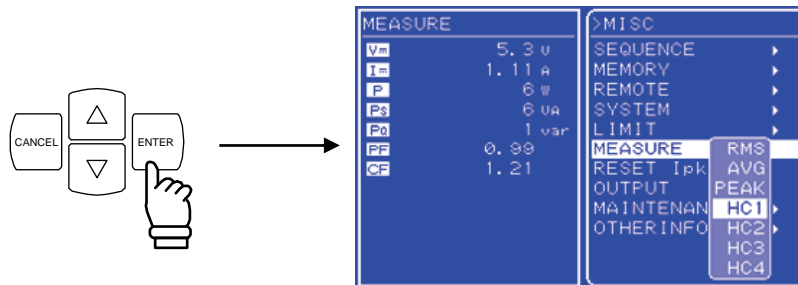 CANCEL
ENTER
MEASURE
Vm 5.3 V
Im 1.11 A
P 6 W
PS 6 VA
PQ 1 var
PF 0.99
CF 1.21
>MISC
SEQUENCE
MEMORY
REMOTE
SYSTEM
LIMIT
MEASURE RMS
RESET Ipk AVG
OUTPUT PEAK
MAINTENAN HC1
OTHERINFO HC2
HC3
HC4